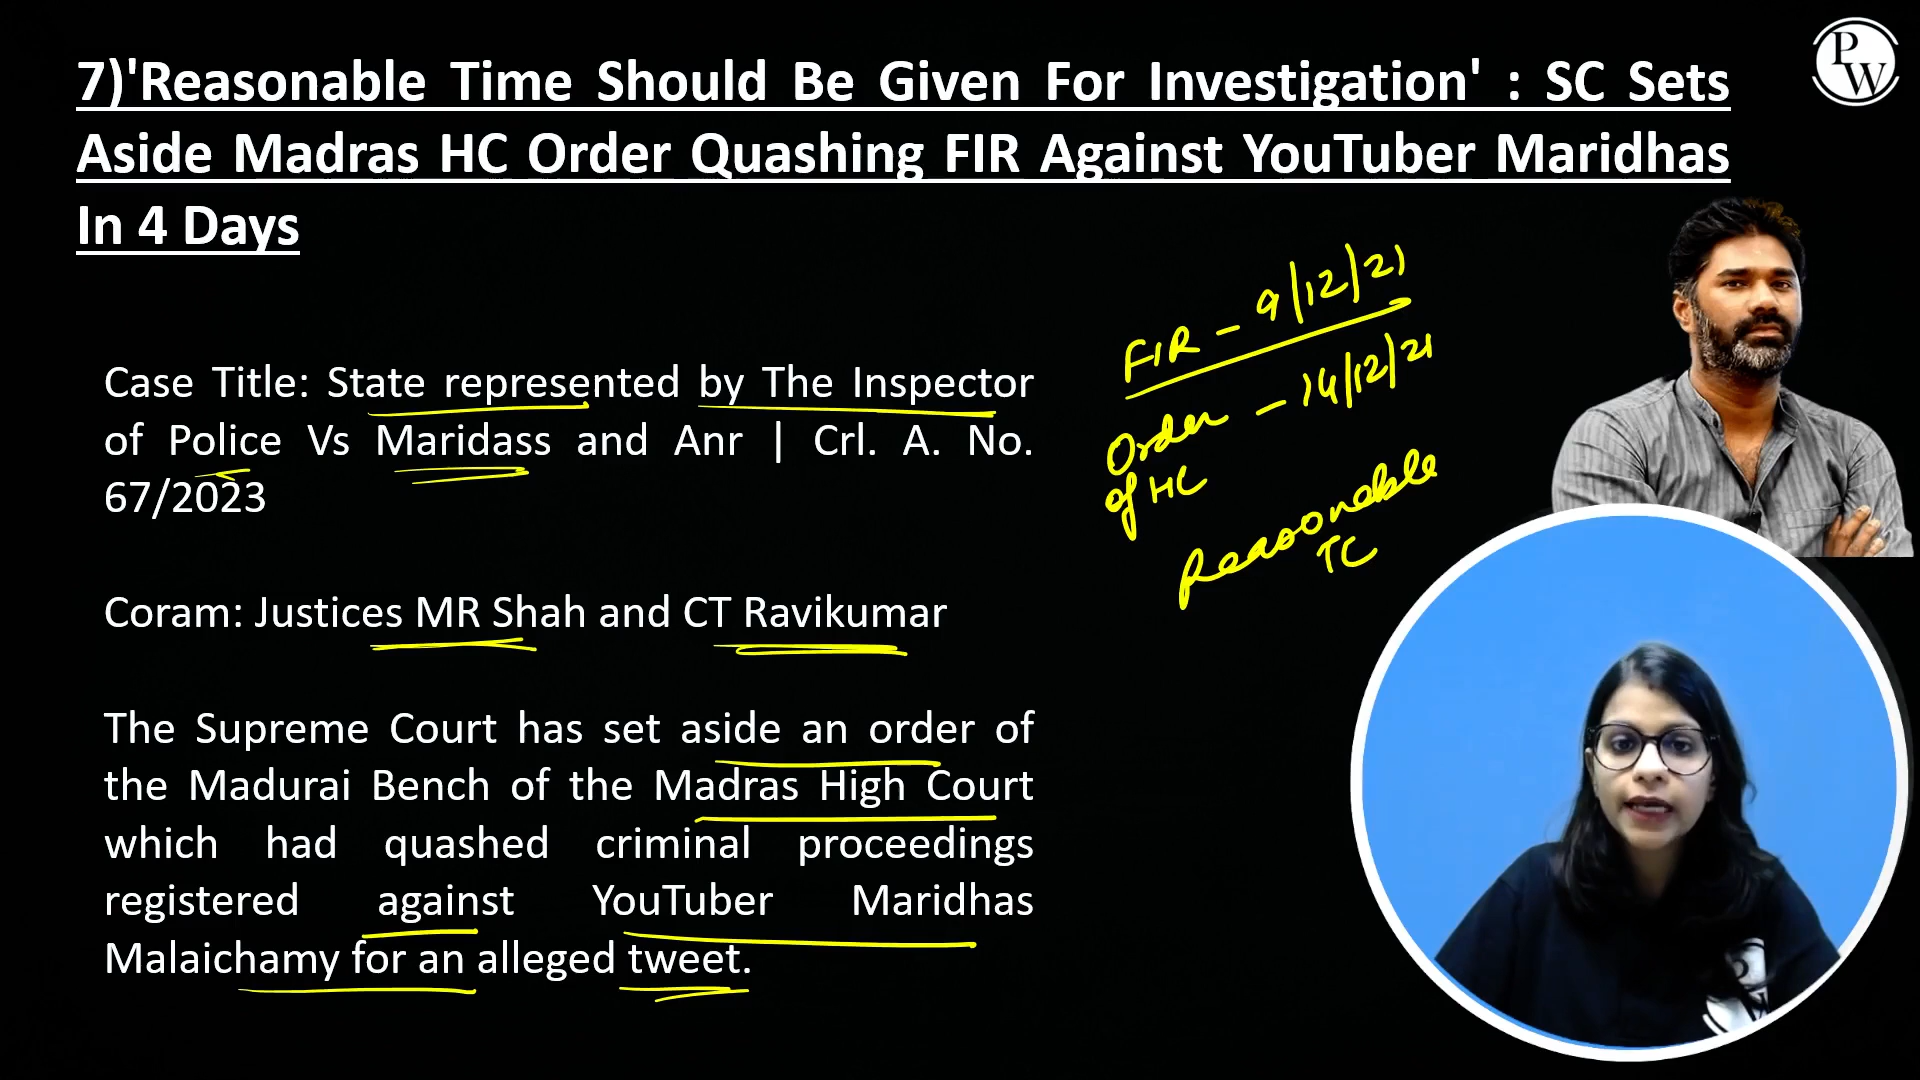 7)'Reasonable Time Should Be Given For Investigation' : SC Sets
Aside Madras HC Order Quashing FIR Against YouTuber Maridhas
In 4 Days
PW
FIR - 9/12/21
Order - 14/12/21
of HC
Reasonable
TC
Case Title: State represented by The Inspector
of Police Vs Maridass and Anr | Crl. A. No.
67/2023
Coram: Justices MR Shah and CT Ravikumar
The Supreme Court has set aside an order of
the Madurai Bench of the Madras High Court
which had quashed criminal proceedings
registered against YouTuber Maridhas
Malaichamy for an alleged tweet.